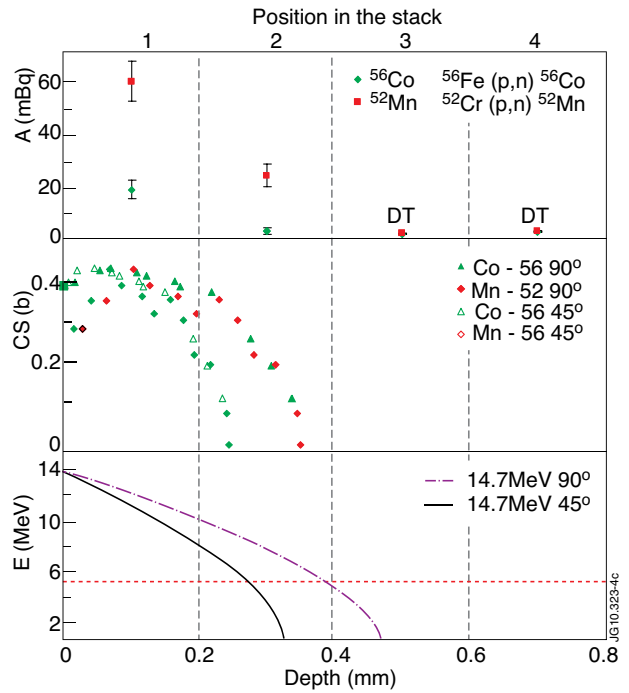 Position in the stack
1 2 3 4
A (mBq)
60
40
20
0
⁵⁶Co ⁵⁶Fe (p,n) ⁵⁶Co
⁵²Mn ⁵²Cr (p,n) ⁵²Mn
DT DT
CS (b)
0.4
0.2
0
Co - 56 90º
Mn - 52 90º
Co - 56 45º
Mn - 56 45º
E (MeV)
14
10
6
2
14.7MeV 90º
14.7MeV 45º
0 0.2 0.4 0.6 0.8
Depth (mm)
JG10.323-4c